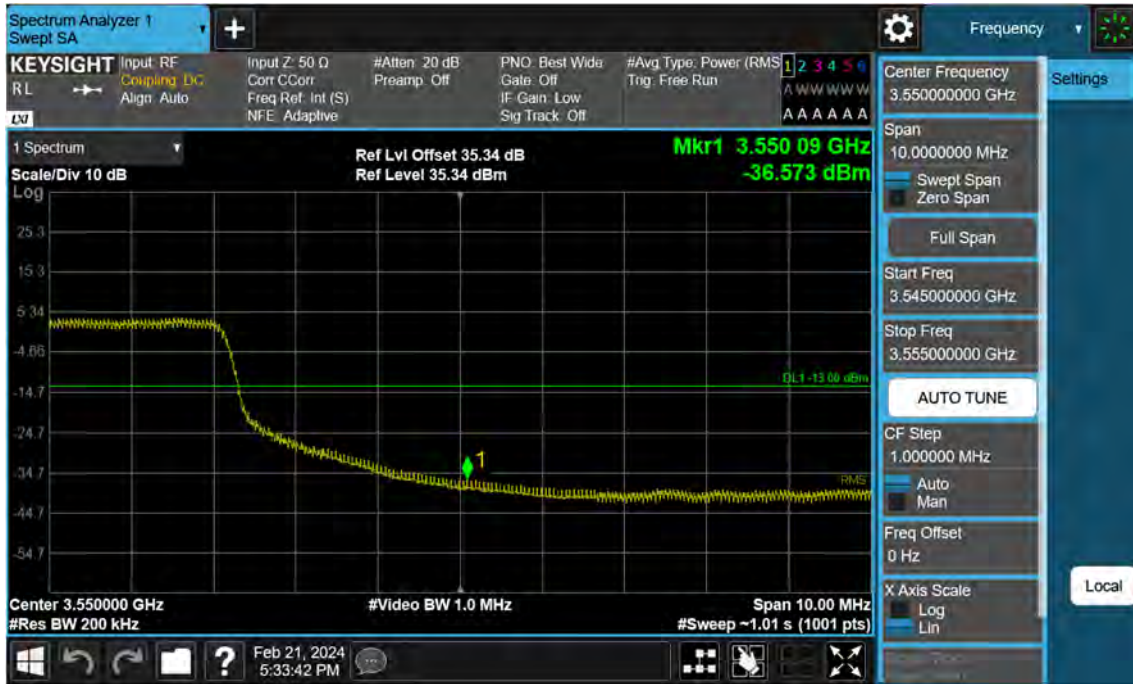 Spectrum Analyzer 1
Swept SA
+
Frequency
KEYSIGHT
RL
LXI
Input: RF
Coupling: DC
Align: Auto
Input Z: 50 Ω
Corr CCorr
Freq Ref: Int (S)
NFE: Adaptive
#Atten: 20 dB
Preamp: Off
PNO: Best Wide
Gate: Off
IF Gain: Low
Sig Track: Off
#Avg Type: Power (RMS
Trig: Free Run
1 2 3 4 5 6
A W W W W W
A A A A A A
1 Spectrum
Scale/Div 10 dB
Ref Lvl Offset 35.34 dB
Ref Level 35.34 dBm
Mkr1 3.550 09 GHz
-36.573 dBm
Log
25.3
15.3
5.34
-4.66
-14.7
-24.7
-34.7
-44.7
-54.7
DL1 -13.00 dBm
1
RMS
Center 3.550000 GHz
#Res BW 200 kHz
#Video BW 1.0 MHz
Span 10.00 MHz
#Sweep ~1.01 s (1001 pts)
Center Frequency
3.550000000 GHz
Settings
Span
10.0000000 MHz
Swept Span
Zero Span
Full Span
Start Freq
3.545000000 GHz
Stop Freq
3.555000000 GHz
AUTO TUNE
CF Step
1.000000 MHz
Auto
Man
Freq Offset
0 Hz
X Axis Scale
Log
Lin
Local
?
Feb 21, 2024
5:33:42 PM